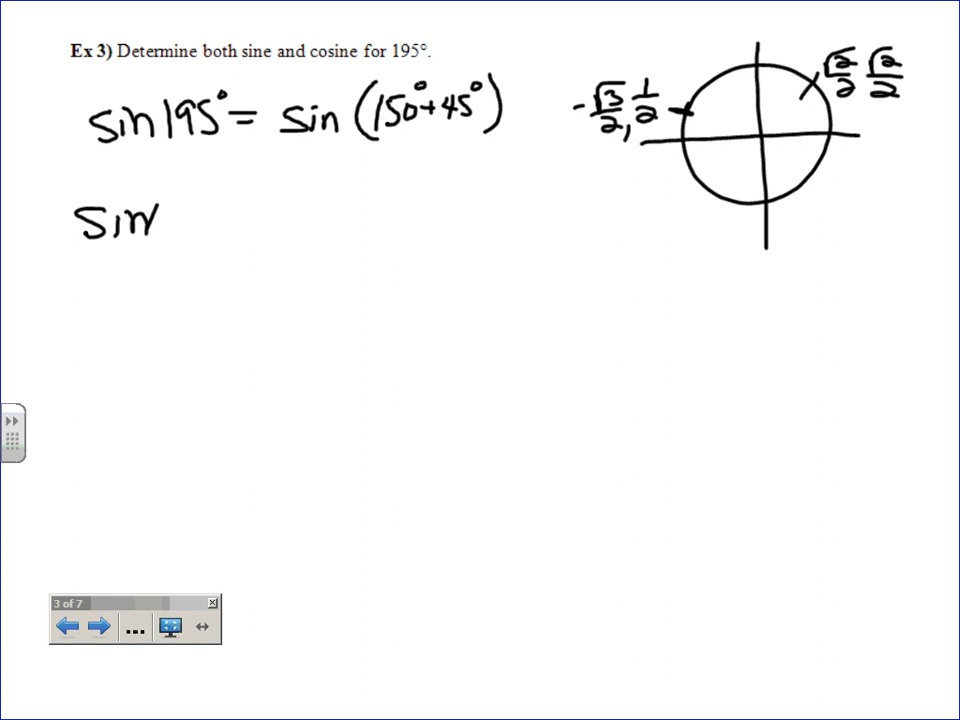 Ex 3) Determine both sine and cosine for 195°.
sin 195° = sin (150° + 45°)
-√3/2, 1/2
√2/2 √2/2
sin
3 of 7
...